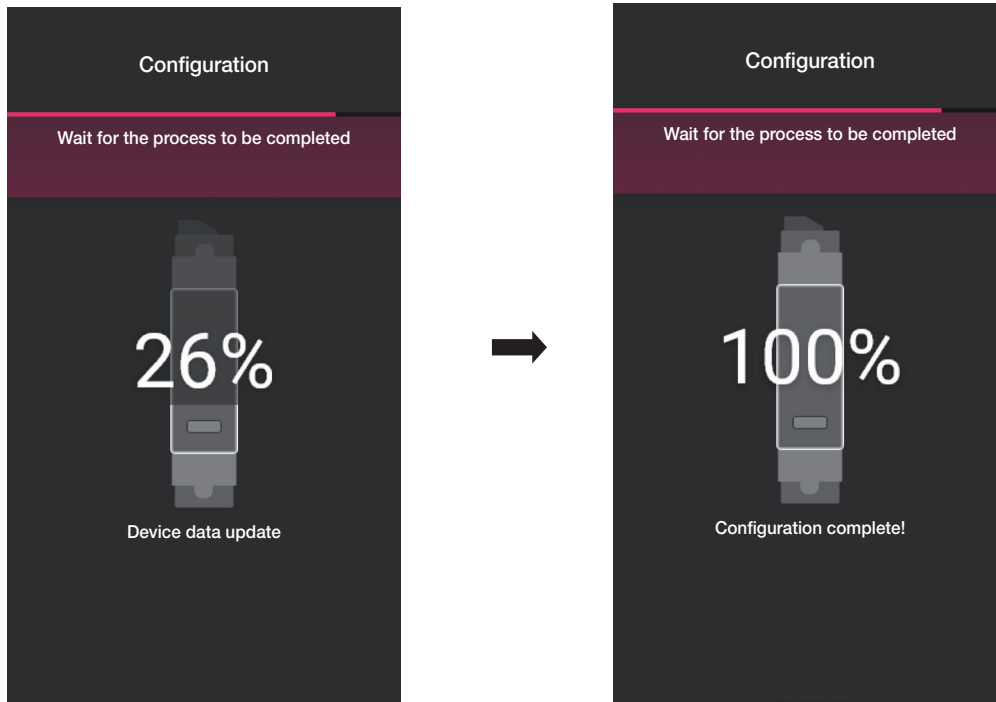 Configuration
Wait for the process to be completed
26%
Device data update
Configuration
Wait for the process to be completed
100%
Configuration complete!